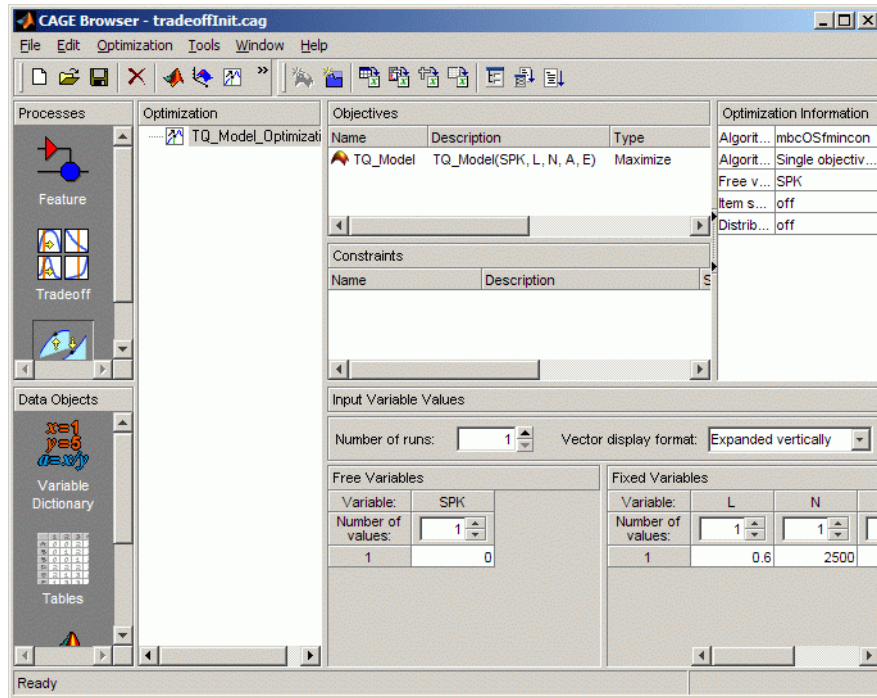 CAGE Browser - tradeoffInit.cag
File Edit Optimization Tools Window Help
»
Processes
Feature
Tradeoff
Data Objects
x=1
y=5
a=x/y
Variable
Dictionary
Tables
Optimization
TQ_Model_Optimizati
Objectives
Name Description Type
TQ_Model TQ_Model(SPK, L, N, A, E) Maximize
Constraints
Name Description S
Optimization Information
Algorit... mbcOSfmincon
Algorit... Single objectiv...
Free v... SPK
Item s... off
Distrib... off
Input Variable Values
Number of runs: 1 Vector display format: Expanded vertically
Free Variables
Variable: SPK
Number of values: 1
1 0
Fixed Variables
Variable: L N
Number of values: 1 1
1 0.6 2500
Ready